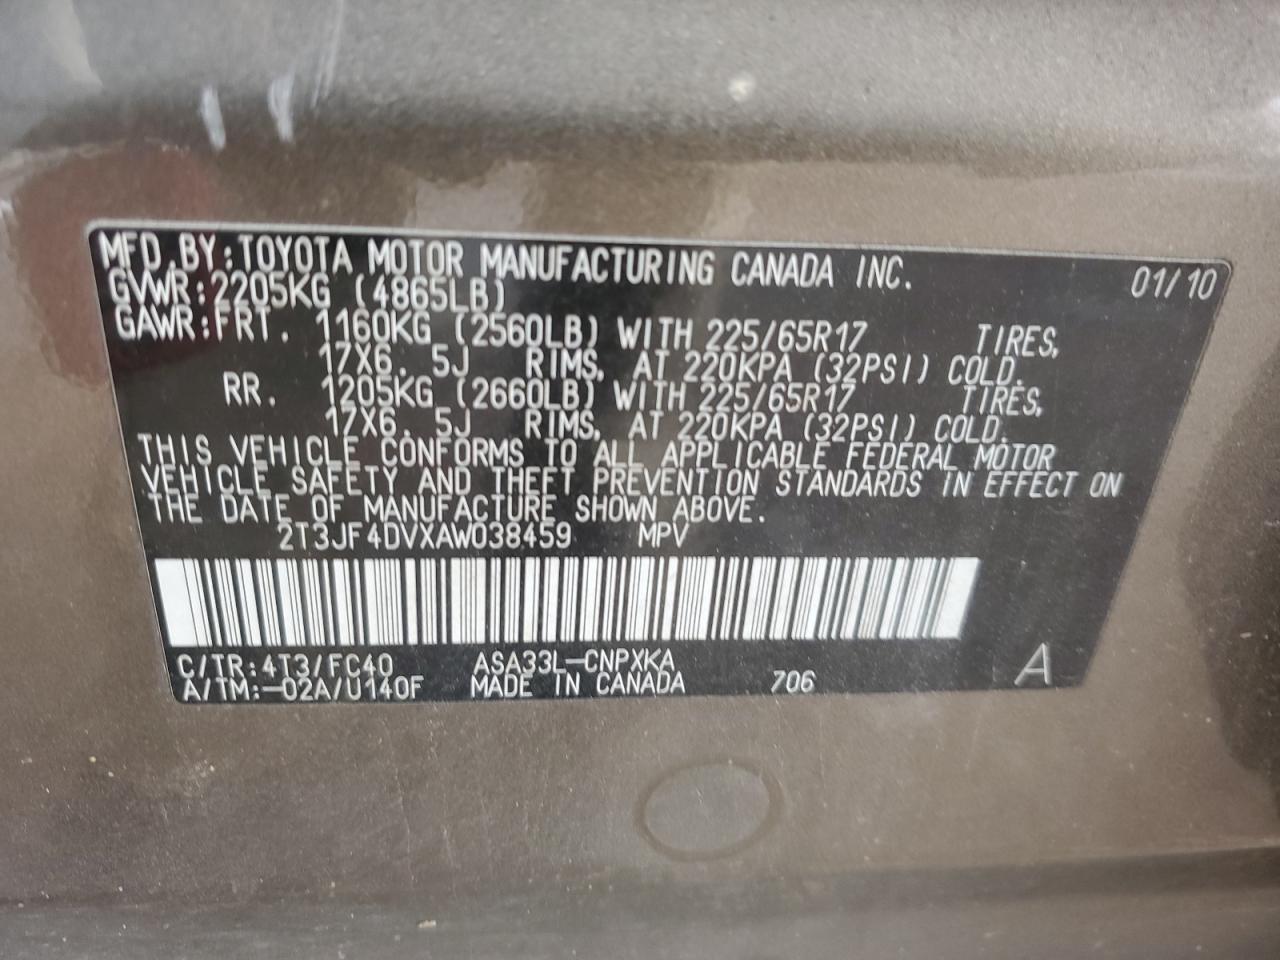 MFD.BY:TOYOTA MOTOR MANUFACTURING CANADA INC. 01/10
GVWR:2205KG (4865LB)
GAWR:FRT. 1160KG (2560LB) WITH 225/65R17 TIRES,
17X6. 5J RIMS, AT 220KPA (32PSI) COLD.
RR. 1205KG (2660LB) WITH 225/65R17 TIRES,
17X6. 5J RIMS, AT 220KPA (32PSI) COLD.
THIS VEHICLE CONFORMS TO ALL APPLICABLE FEDERAL MOTOR
VEHICLE SAFETY AND THEFT PREVENTION STANDARDS IN EFFECT ON
THE DATE OF MANUFACTURE SHOWN ABOVE.
2T3JF4DVXAW038459 MPV
C/TR:4T3/FC40 ASA33L-CNPXKA
A/TM:-02A/U140F MADE IN CANADA 706 A